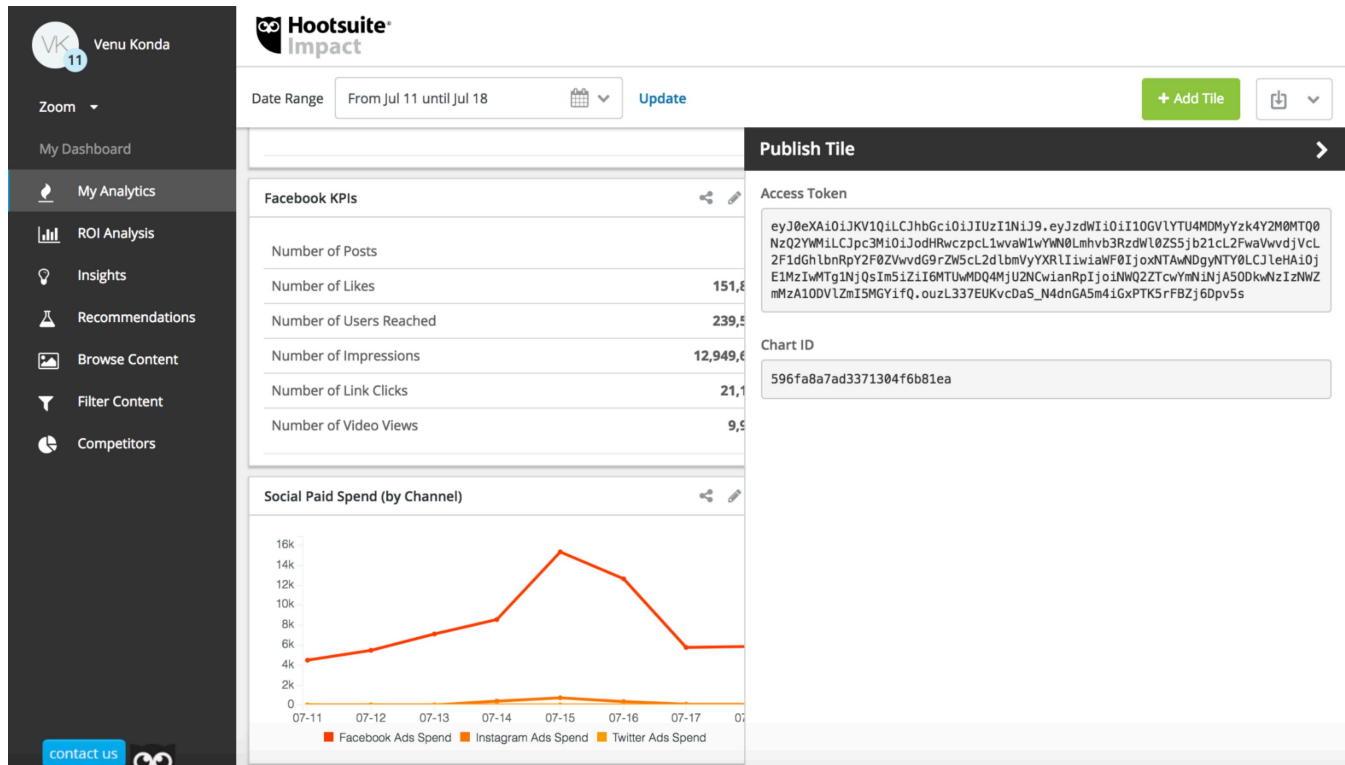 VK
11
Venu Konda
Zoom
My Dashboard
My Analytics
ROI Analysis
Insights
Recommendations
Browse Content
Filter Content
Competitors
contact us
Hootsuite®
Impact
Date Range
From Jul 11 until Jul 18
Update
+ Add Tile
Facebook KPIs
Number of Posts
Number of Likes 151,8
Number of Users Reached 239,5
Number of Impressions 12,949,6
Number of Link Clicks 21,1
Number of Video Views 9,9
Social Paid Spend (by Channel)
16k
14k
12k
10k
8k
6k
4k
2k
0
07-11 07-12 07-13 07-14 07-15 07-16 07-17 07
Facebook Ads Spend Instagram Ads Spend Twitter Ads Spend
Publish Tile
Access Token
eyJ0eXAiOiJKV1QiLCJhbGciOiJIUzI1NiJ9.eyJzdWIiOiI1OGVlYTU4MDMyYzk4Y2M0MTQ0
NzQ2YWMiLCJpc3MiOiJodHRwczpcL1wvaW1wYWN0Lmhvb3RzdWl0ZS5jb21cL2FwaVwvdjVcL
2F1dGhlbnRpY2F0ZVwvdG9rZW5cL2dlbmVyYXRlIiwiaWF0IjoxNTAwNDgyNTY0LCJleHAiOj
E1MzIwMTg1NjQsIm5iZiI6MTUwMDQ4MjU2NCwianRpIjoiNWQ2ZTcwYmNiNjA5ODkwNzIzNWZ
mMzA1ODVlZmI5MGYifQ.ouzL337EUKvcDaS_N4dnGA5m4iGxPTK5rFBZj6Dpv5s
Chart ID
596fa8a7ad3371304f6b81ea